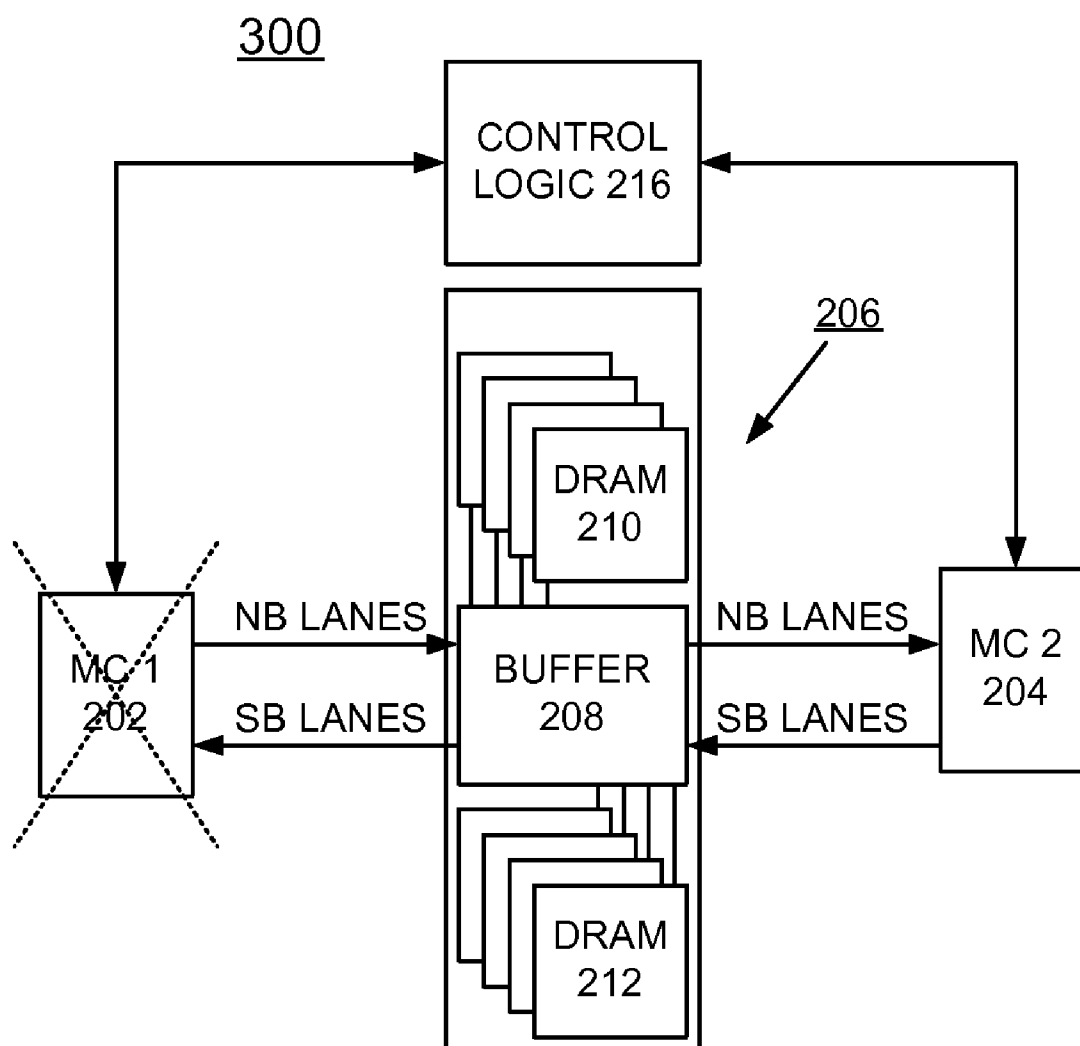 300
CONTROL
LOGIC 216
206
DRAM
210
NB LANES
NB LANES
MC 1
202
BUFFER
208
MC 2
204
SB LANES
SB LANES
DRAM
212